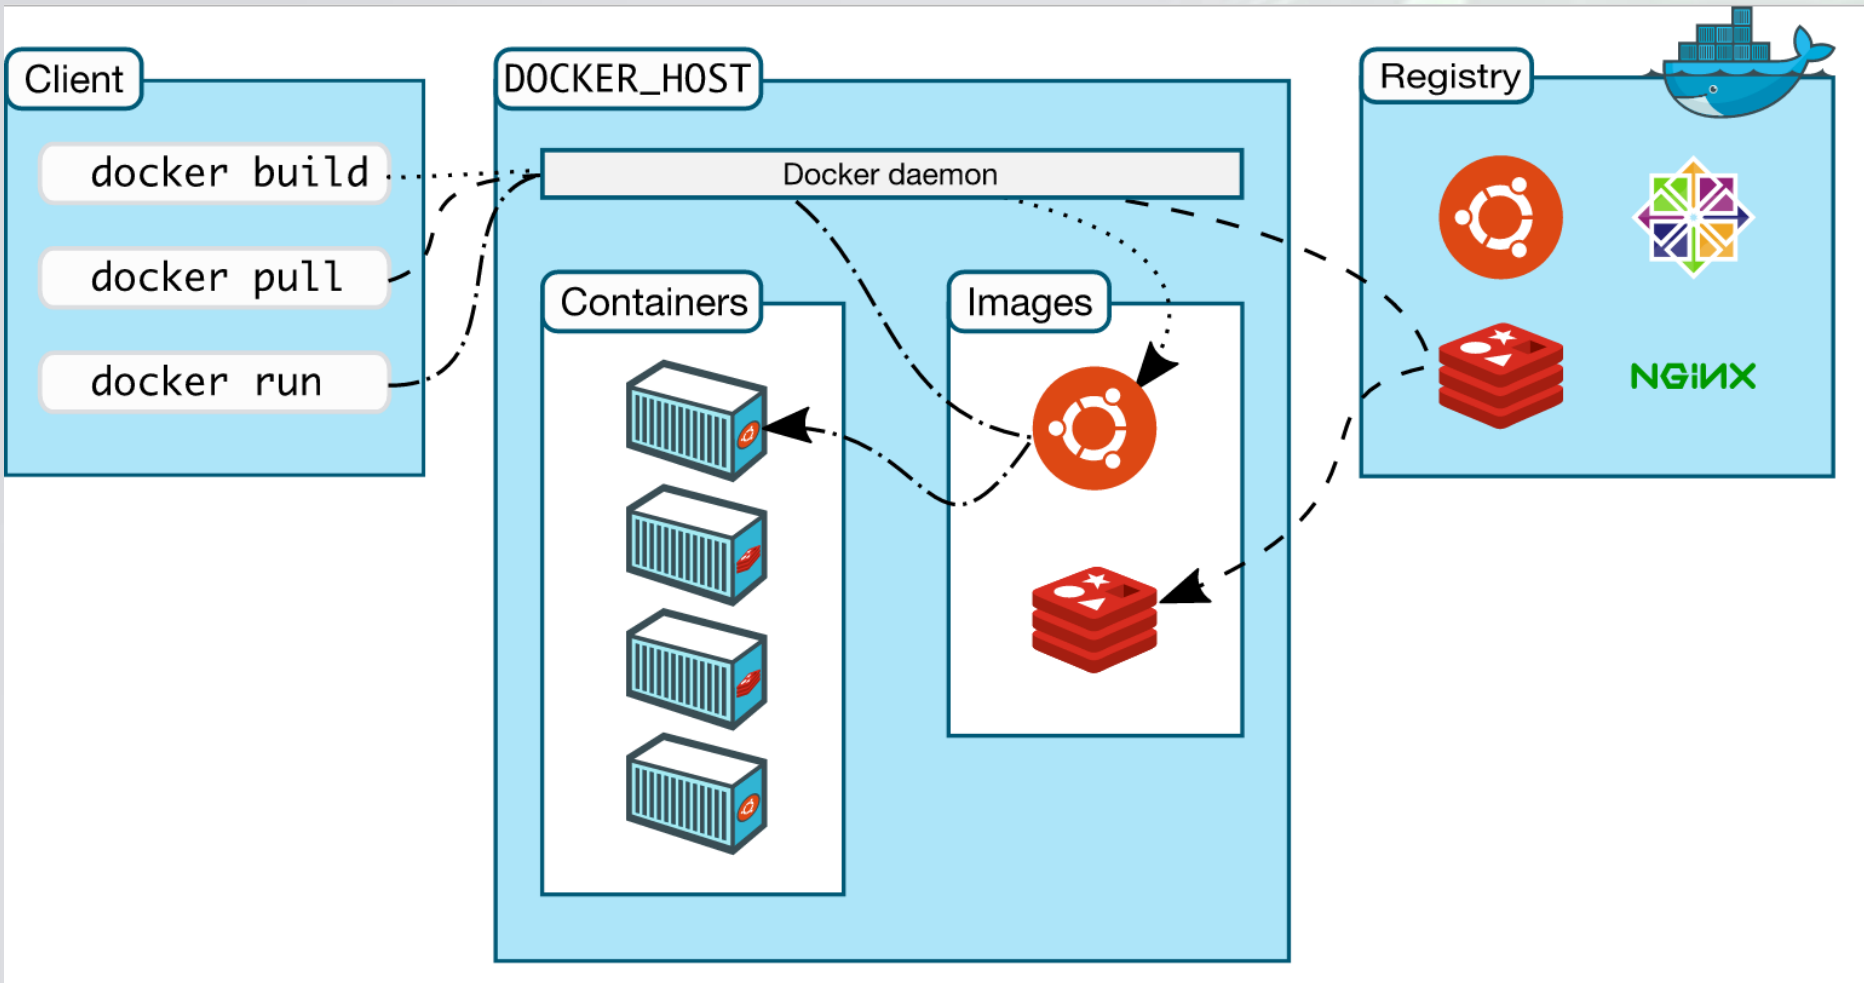 Client
docker build
docker pull
docker run
DOCKER_HOST
Docker daemon
Containers
Images
Registry
NGiNX